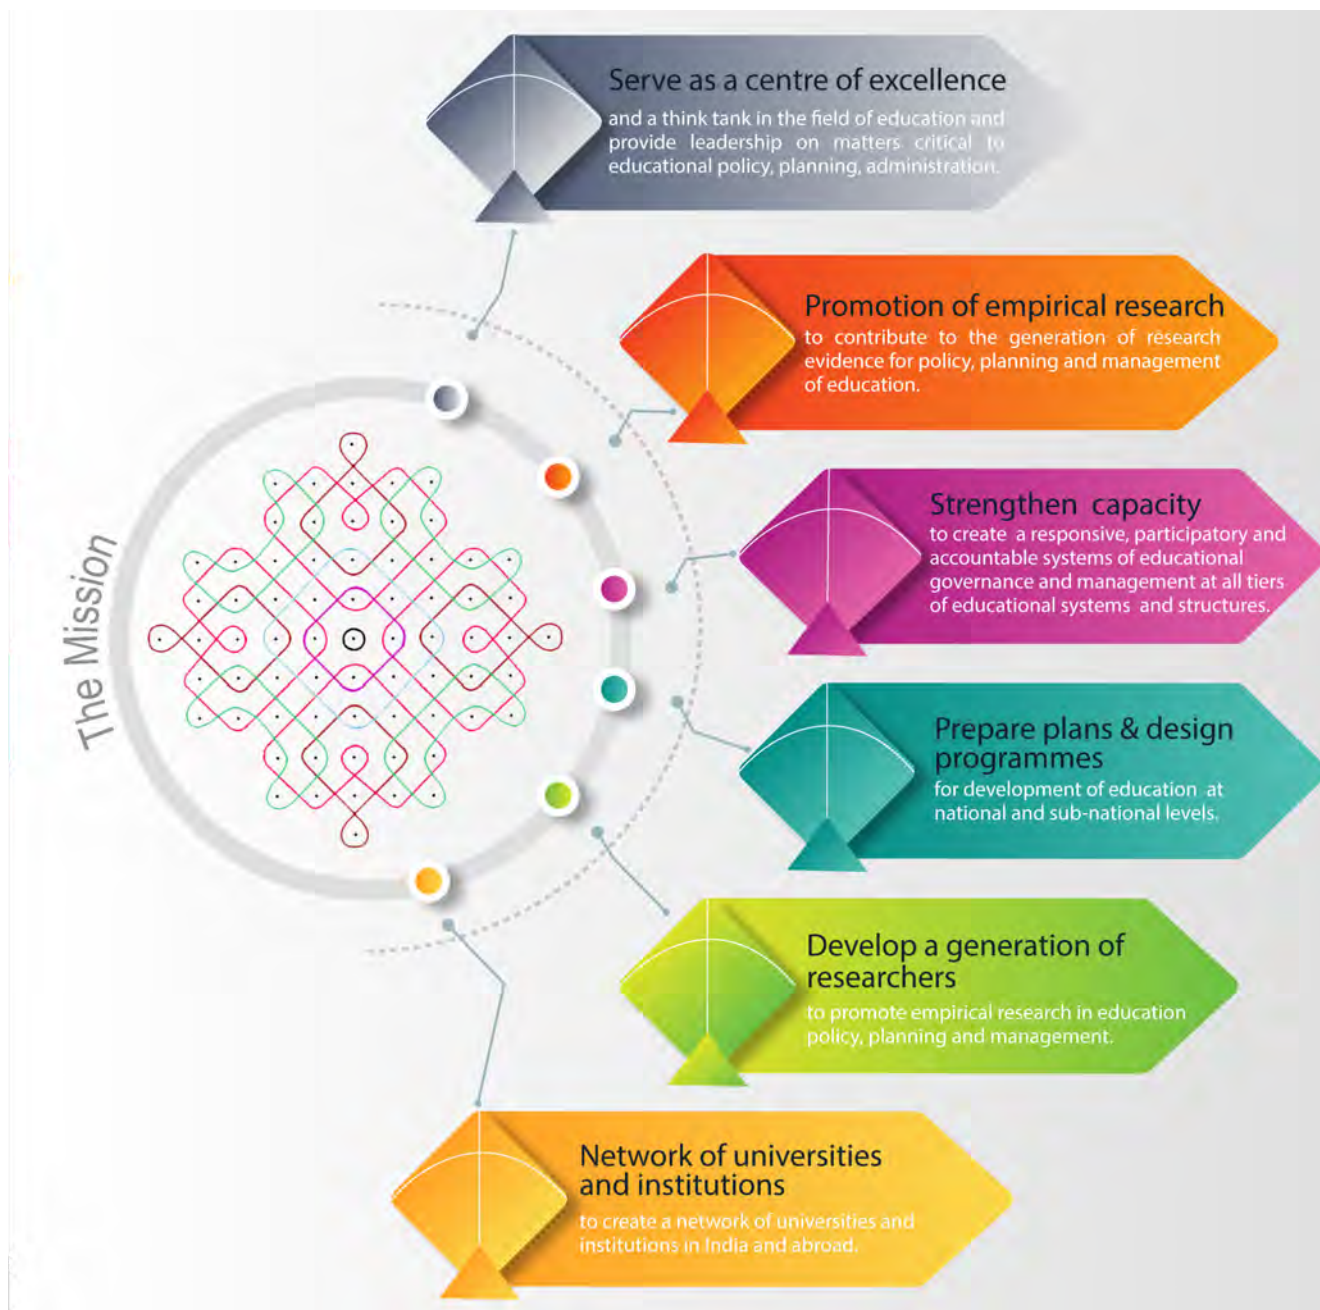 The Mission
Serve as a centre of excellence
and a think tank in the field of education and
provide leadership on matters critical to
educational policy, planning, administration.
Promotion of empirical research
to contribute to the generation of research
evidence for policy, planning and management
of education.
Strengthen capacity
to create a responsive, participatory and
accountable systems of educational
governance and management at all tiers
of educational systems and structures.
Prepare plans & design
programmes
for development of education at
national and sub-national levels.
Develop a generation of
researchers
to promote empirical research in education
policy, planning and management.
Network of universities
and institutions
to create a network of universities and
institutions in India and abroad.